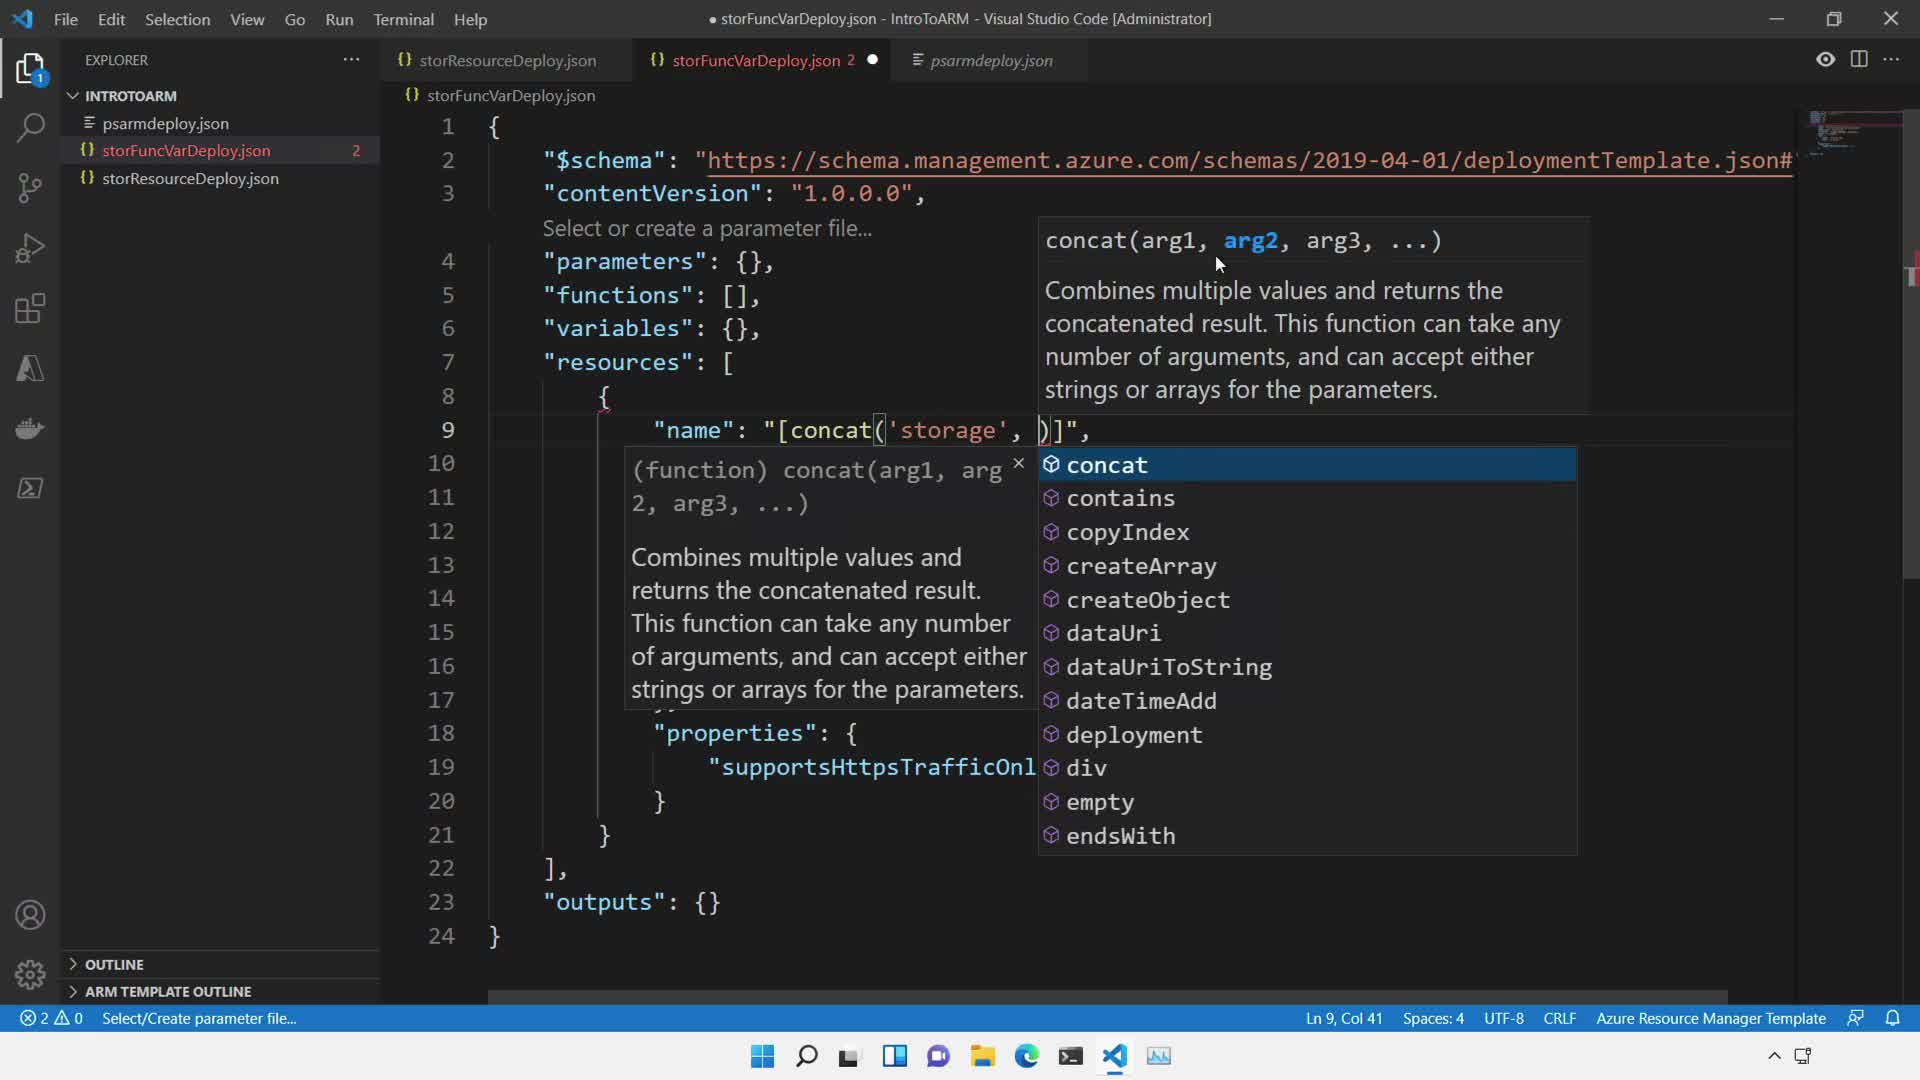 File Edit Selection View Go Run Terminal Help
● storFuncVarDeploy.json - IntroToARM - Visual Studio Code [Administrator]
EXPLORER
storResourceDeploy.json
storFuncVarDeploy.json 2
psarmdeploy.json
1
INTROTOARM
psarmdeploy.json
storFuncVarDeploy.json 2
storResourceDeploy.json
storFuncVarDeploy.json
1 {
2 "$schema": "https://schema.management.azure.com/schemas/2019-04-01/deploymentTemplate.json#"
3 "contentVersion": "1.0.0.0",
Select or create a parameter file...
4 "parameters": {},
5 "functions": [],
6 "variables": {},
7 "resources": [
8 {
9 "name": "[concat('storage', )]",
10
11
12
13
14
15
16
17
18 "properties": {
19 "supportsHttpsTrafficOnl
20 }
21 }
22 ],
23 "outputs": {}
24 }
concat(arg1, arg2, arg3, ...)
Combines multiple values and returns the
concatenated result. This function can take any
number of arguments, and can accept either
strings or arrays for the parameters.
(function) concat(arg1, arg
2, arg3, ...)
Combines multiple values and
returns the concatenated result.
This function can take any number
of arguments, and can accept either
strings or arrays for the parameters.
concat
contains
copyIndex
createArray
createObject
dataUri
dataUriToString
dateTimeAdd
deployment
div
empty
endsWith
OUTLINE
ARM TEMPLATE OUTLINE
2 0 Select/Create parameter file...
Ln 9, Col 41 Spaces: 4 UTF-8 CRLF Azure Resource Manager Template